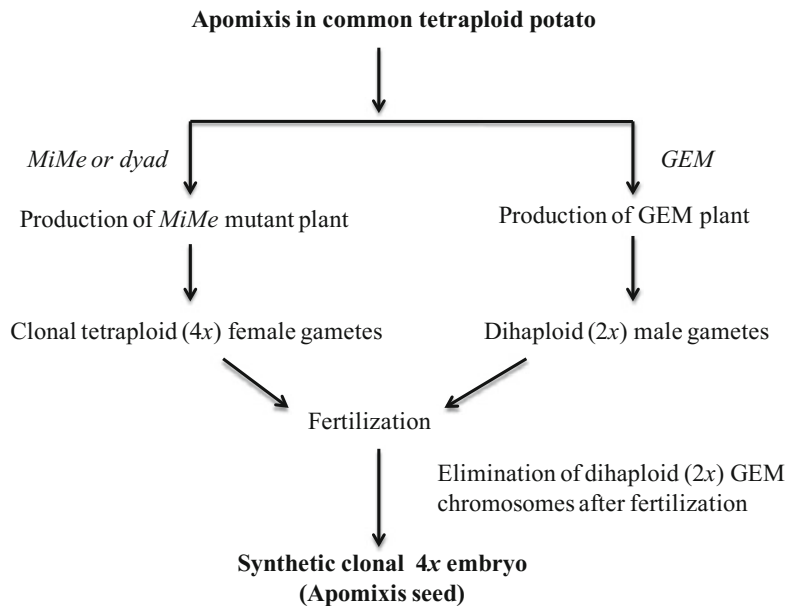 Apomixis in common tetraploid potato
MiMe or dyad
GEM
Production of MiMe mutant plant
Production of GEM plant
Clonal tetraploid (4x) female gametes
Dihaploid (2x) male gametes
Fertilization
Elimination of dihaploid (2x) GEM
chromosomes after fertilization
Synthetic clonal 4x embryo
(Apomixis seed)